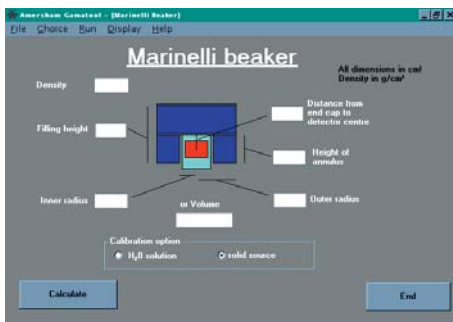 Amersham Gamatool - [Marinelli Beaker]
File Choice Run Display Help
Marinelli beaker
All dimensions in cm!
Density in g/cm³
Density
Distance from
end cap to
detector centre
Filling height
Height of
annulus
Inner radius
or Volume
Outer radius
Calibration option
H₂O solution
solid source
Calculate
End